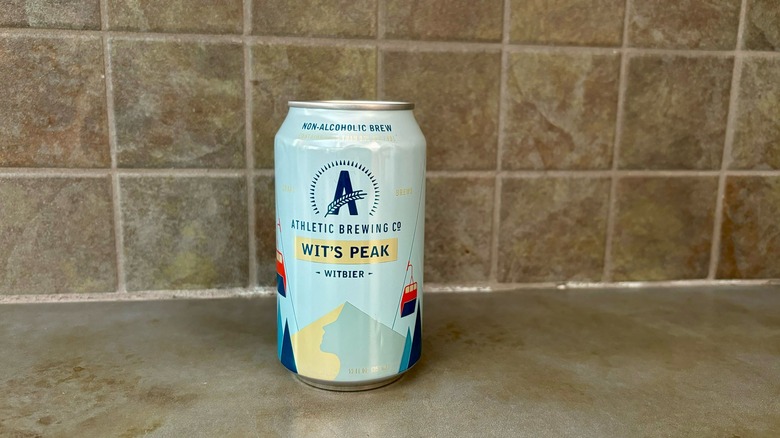 NON-ALCOHOLIC BREW
A
ATHLETIC BREWING Cº
WIT'S PEAK
- WITBIER -